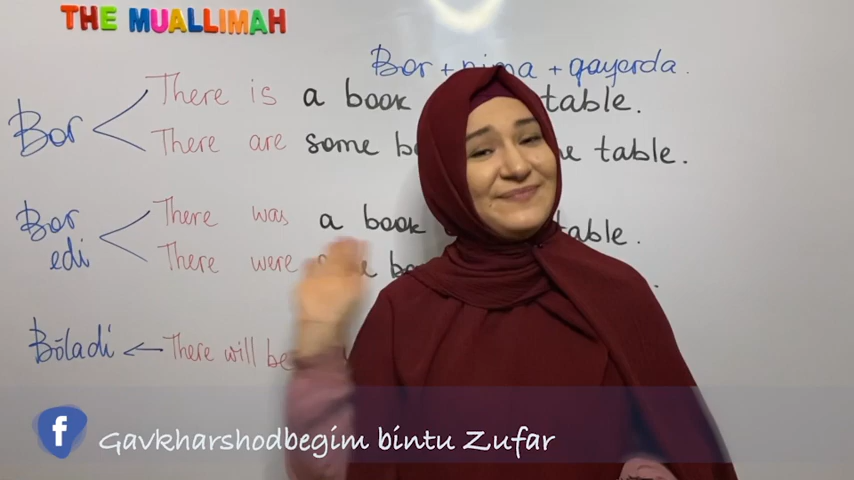 THE MUALLIMAH
Bor + nima + qayerda.
Bor
There is a book table.
There are some table.
Bor
edi
There was a book table.
There were
Bo'ladi There will be
f
Gavkharshodbegim bintu Zufar